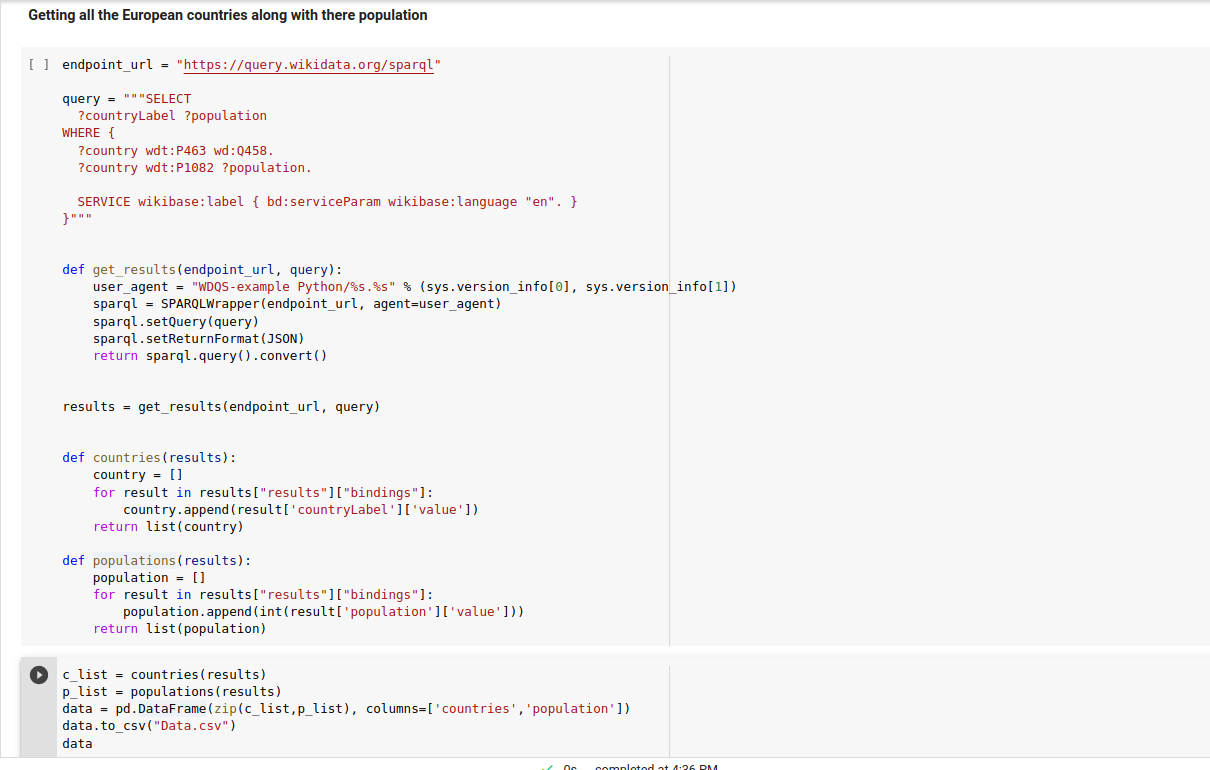 Getting all the European countries along with there population
[ ] endpoint_url = "https://query.wikidata.org/sparql"
query = """SELECT
?countryLabel ?population
WHERE {
?country wdt:P463 wd:Q458.
?country wdt:P1082 ?population.
SERVICE wikibase:label { bd:serviceParam wikibase:language "en". }
}"""
def get_results(endpoint_url, query):
user_agent = "WDQS-example Python/%s.%s" % (sys.version_info[0], sys.version_info[1])
sparql = SPARQLWrapper(endpoint_url, agent=user_agent)
sparql.setQuery(query)
sparql.setReturnFormat(JSON)
return sparql.query().convert()
results = get_results(endpoint_url, query)
def countries(results):
country = []
for result in results["results"]["bindings"]:
country.append(result['countryLabel']['value'])
return list(country)
def populations(results):
population = []
for result in results["results"]["bindings"]:
population.append(int(result['population']['value']))
return list(population)
c_list = countries(results)
p_list = populations(results)
data = pd.DataFrame(zip(c_list,p_list), columns=['countries','population'])
data.to_csv("Data.csv")
data
0s completed at 4:36 PM